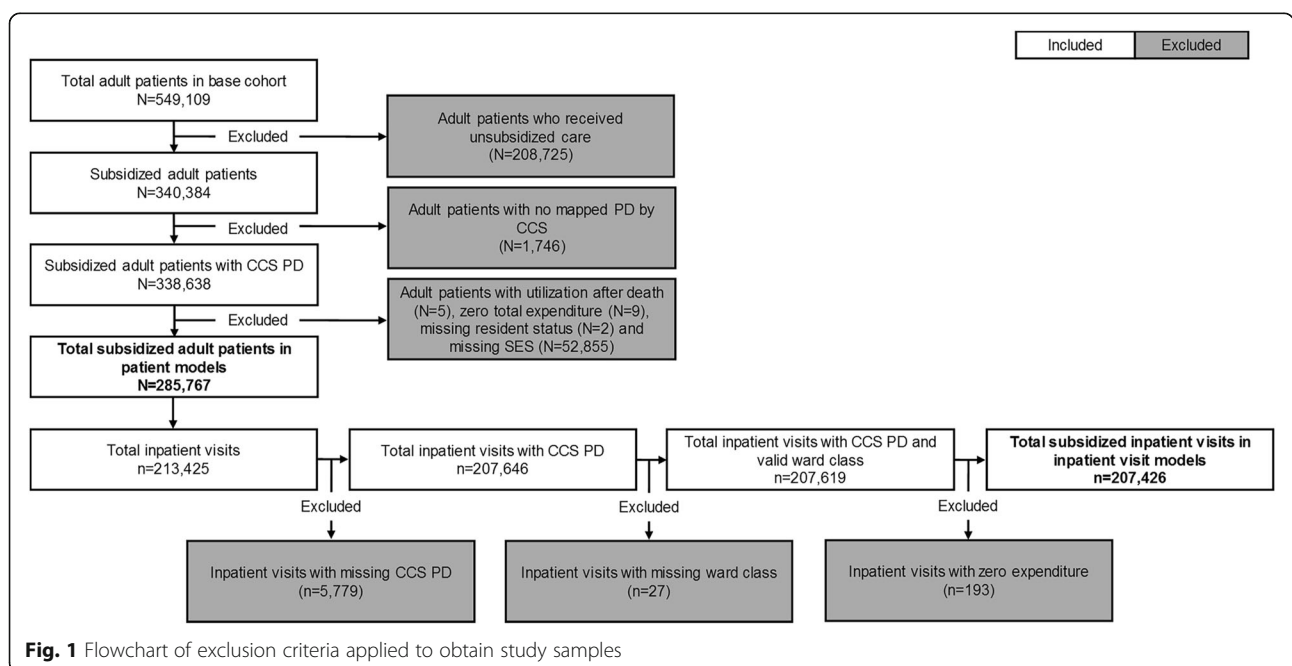 Included
Excluded
Total adult patients in base cohort
N=549,109
Excluded
Adult patients who received
unsubsidized care
(N=208,725)
Subsidized adult patients
N=340,384
Excluded
Adult patients with no mapped PD by
CCS
(N=1,746)
Subsidized adult patients with CCS PD
N=338,638
Excluded
Adult patients with utilization after death
(N=5), zero total expenditure (N=9),
missing resident status (N=2) and
missing SES (N=52,855)
Total subsidized adult patients in
patient models
N=285,767
Total inpatient visits
n=213,425
Total inpatient visits with CCS PD
n=207,646
Total inpatient visits with CCS PD and
valid ward class
n=207,619
Total subsidized inpatient visits in
inpatient visit models
n=207,426
Excluded
Excluded
Excluded
Inpatient visits with missing CCS PD
(n=5,779)
Inpatient visits with missing ward class
(n=27)
Inpatient visits with zero expenditure
(n=193)
Fig. 1 Flowchart of exclusion criteria applied to obtain study samples